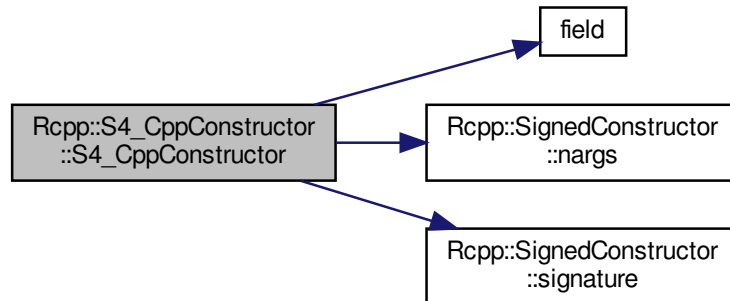 field
Rcpp::S4_CppConstructor
::S4_CppConstructor
Rcpp::SignedConstructor
::nargs
Rcpp::SignedConstructor
::signature